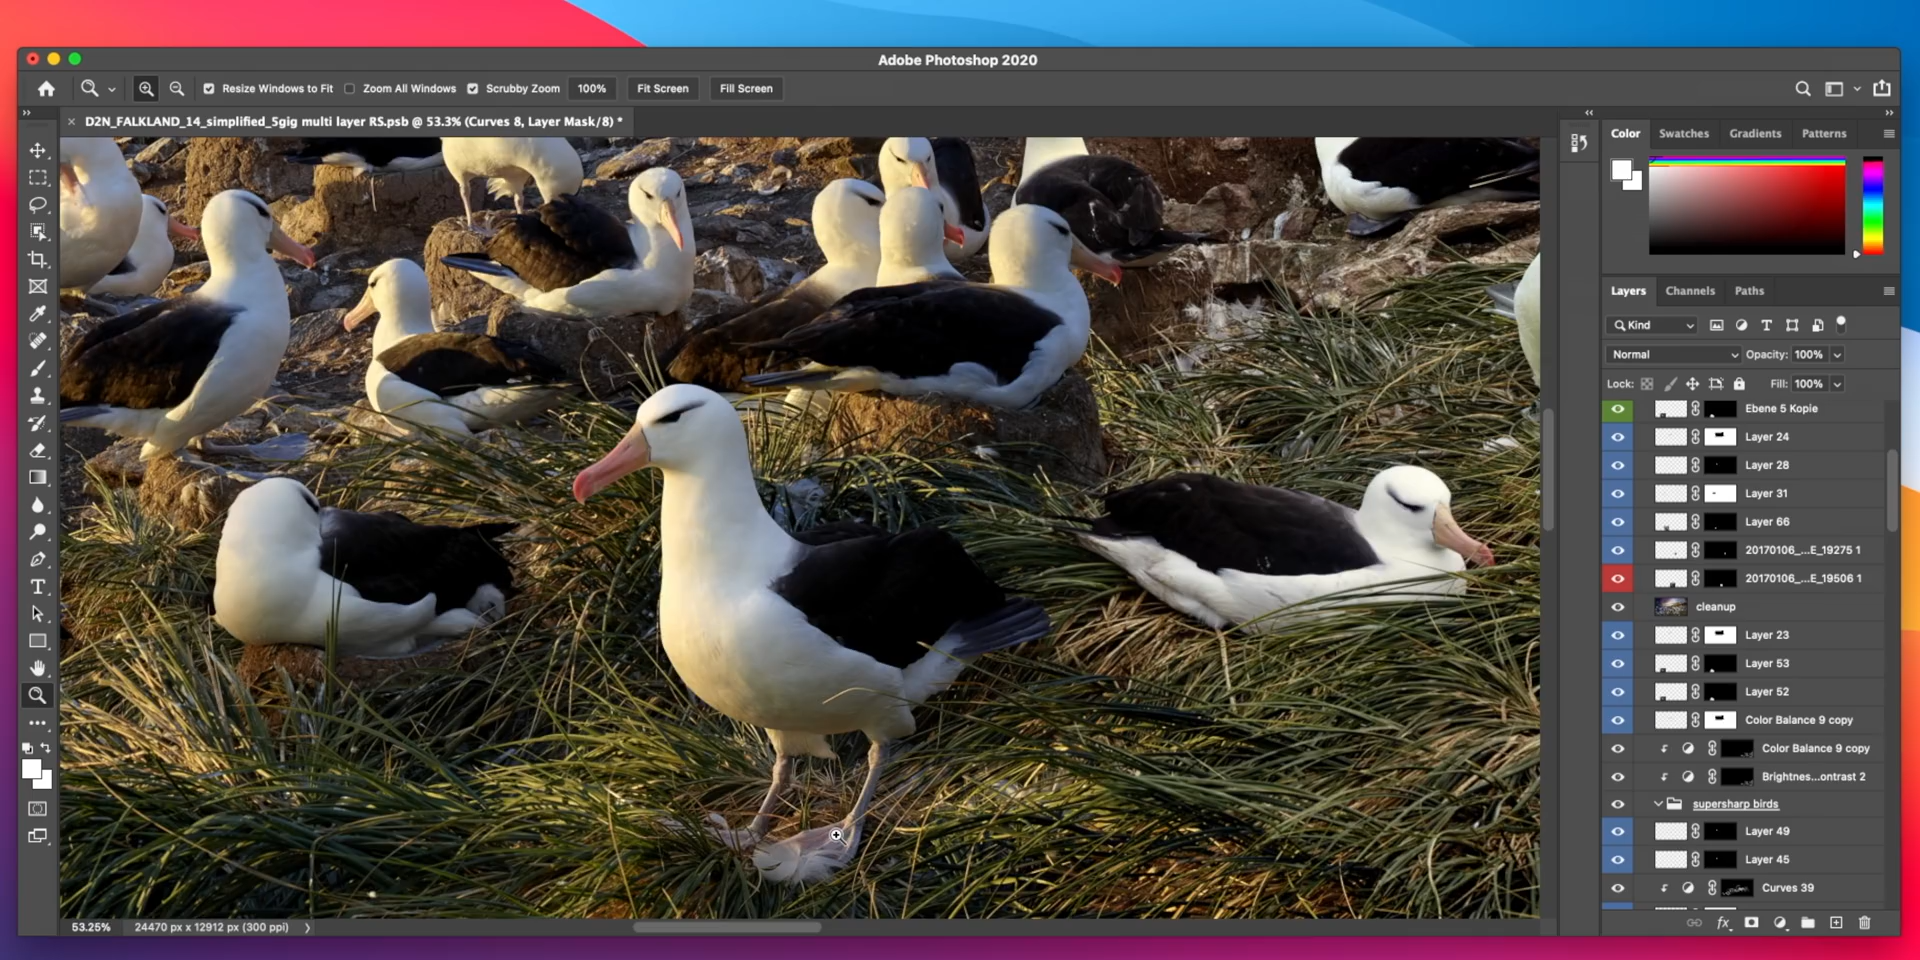 Adobe Photoshop 2020
Resize Windows to Fit Zoom All Windows Scrubby Zoom 100% Fit Screen Fill Screen
× D2N_FALKLAND_14_simplified_5gig multi layer RS.psb @ 53.3% (Curves 8, Layer Mask/8) *
Color Swatches Gradients Patterns
Layers Channels Paths
Kind
Normal Opacity: 100%
Lock: Fill: 100%
Ebene 5 Kopie
Layer 24
Layer 28
Layer 31
Layer 66
20170106_...E_19275 1
20170106_...E_19506 1
cleanup
Layer 23
Layer 53
Layer 52
Color Balance 9 copy
Color Balance 9 copy
Brightnes...ontrast 2
supersharp birds
Layer 49
Layer 45
Curves 39
fx
53.25% 24470 px x 12912 px (300 ppi)